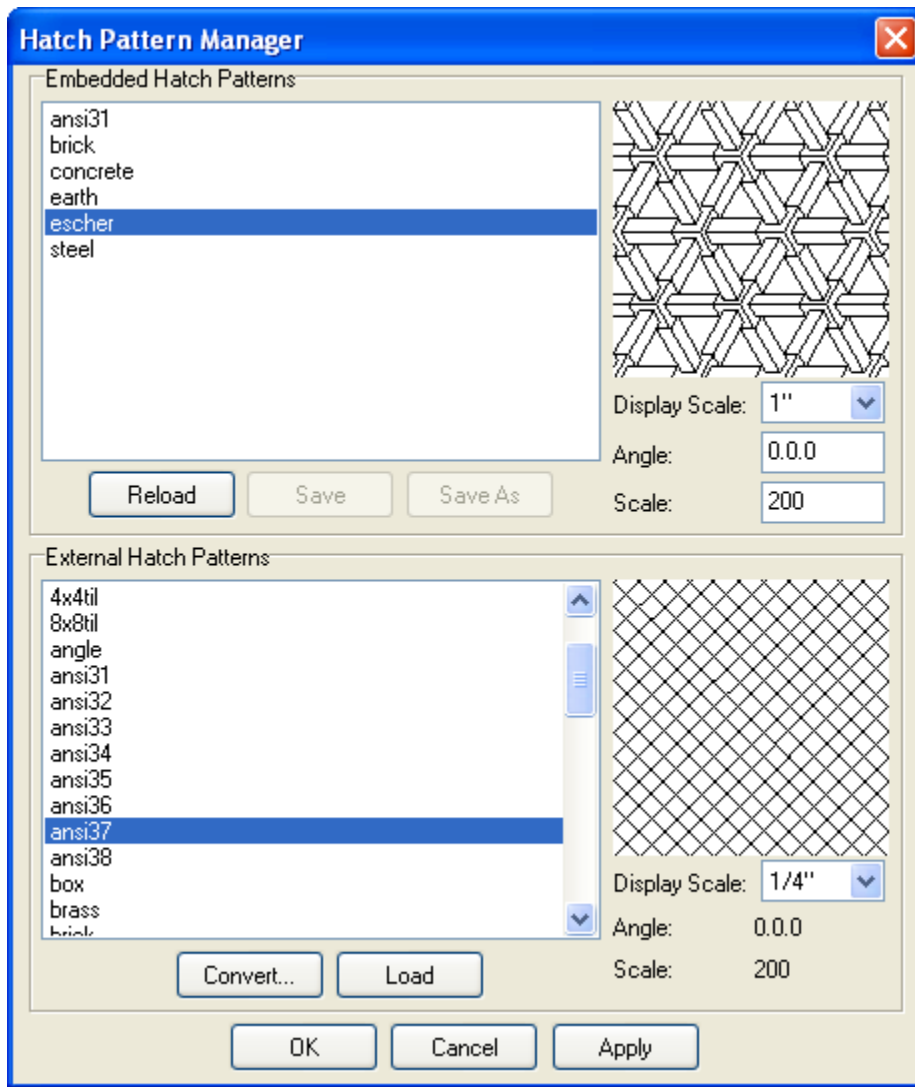 Hatch Pattern Manager
Embedded Hatch Patterns
ansi31
brick
concrete
earth
escher
steel
Display Scale: 1"
Angle: 0.0.0
Scale: 200
Reload Save Save As
External Hatch Patterns
4x4til
8x8til
angle
ansi31
ansi32
ansi33
ansi34
ansi35
ansi36
ansi37
ansi38
box
brass
brick
Display Scale: 1/4"
Angle: 0.0.0
Scale: 200
Convert... Load
OK Cancel Apply